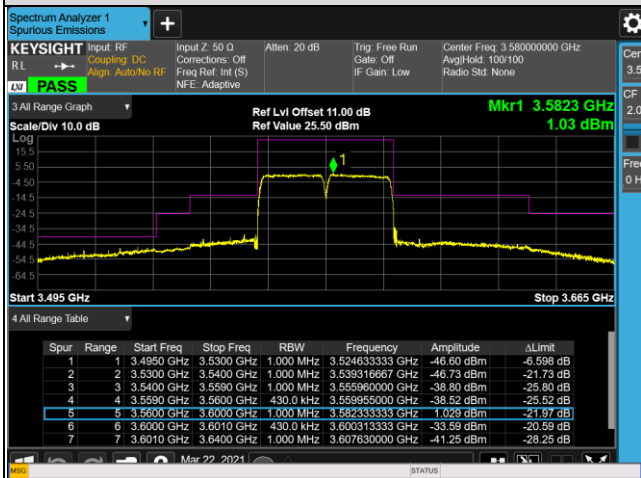 Spectrum Analyzer 1
Spurious Emissions
KEYSIGHT Input: RF Input Z: 50 Ω Atten: 20 dB Trig: Free Run Center Freq: 3.580000000 GHz
RL Coupling: DC Corrections: Off Gate: Off Avg|Hold: 100/100
Align: Auto/No RF Freq Ref: Int (S) IF Gain: Low Radio Std: None
LXI PASS NFE: Adaptive
3 All Range Graph
Ref Lvl Offset 11.00 dB Mkr1 3.5823 GHz
Scale/Div 10.0 dB Ref Value 25.50 dBm 1.03 dBm
Log
15.5
5.50
-4.50
-14.5
-24.5
-34.5
-44.5
-54.5
-64.5
1
Start 3.495 GHz Stop 3.665 GHz
4 All Range Table
Spur Range Start Freq Stop Freq RBW Frequency Amplitude ΔLimit
1 1 3.4950 GHz 3.5300 GHz 1.000 MHz 3.524633333 GHz -46.60 dBm -6.598 dB
2 2 3.5300 GHz 3.5400 GHz 1.000 MHz 3.539316667 GHz -46.73 dBm -21.73 dB
3 3 3.5400 GHz 3.5590 GHz 1.000 MHz 3.555960000 GHz -38.80 dBm -25.80 dB
4 4 3.5590 GHz 3.5600 GHz 430.0 kHz 3.559955000 GHz -38.52 dBm -25.52 dB
5 5 3.5600 GHz 3.6000 GHz 1.000 MHz 3.582333333 GHz 1.029 dBm -21.97 dB
6 6 3.6000 GHz 3.6010 GHz 430.0 kHz 3.600313333 GHz -33.59 dBm -20.59 dB
7 7 3.6010 GHz 3.6400 GHz 1.000 MHz 3.607630000 GHz -41.25 dBm -28.25 dB
Mar 22, 2021
MSG STATUS
Cen
3.5
CF
2.0
Fre
0 H